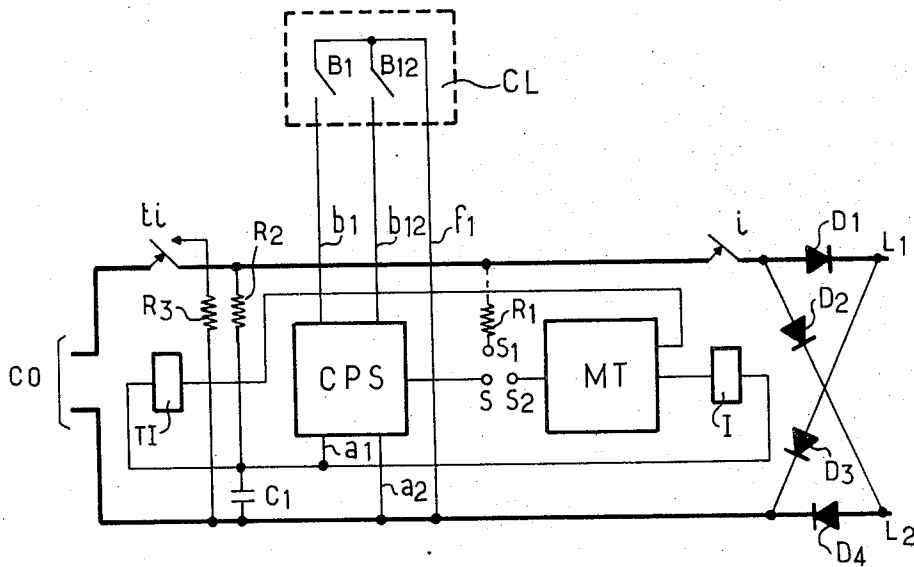 B1 B12
CL
b1 b12 f1
ti
R2
i
D1
L1
R3
R1
D2
S1
CO
TI
CPS
S S2
MT
I
a1
D3
C1
a2
L2
D4